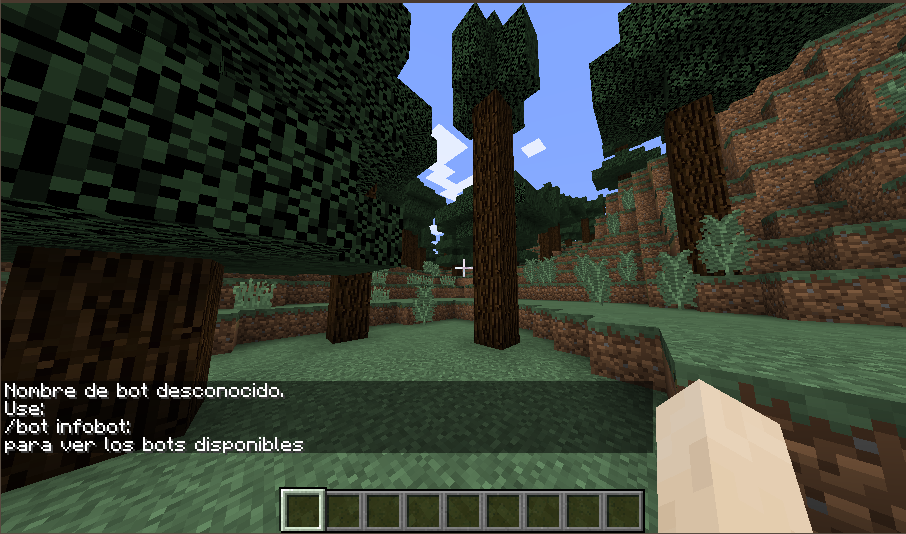 Nombre de bot desconocido.
Use:
/bot infobot:
para ver los bots disponibles